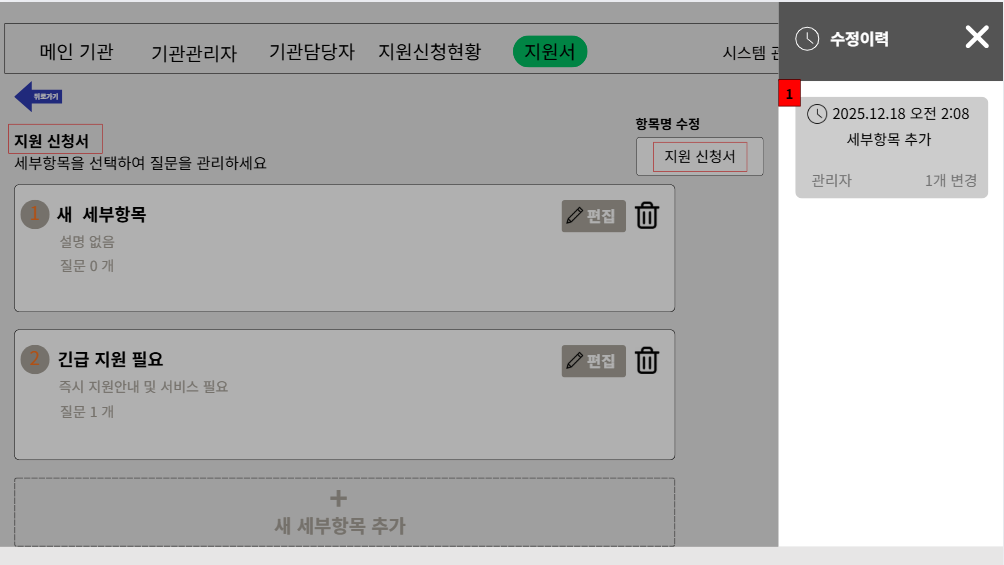 메인 기관 기관관리자 기관담당자 지원신청현황 지원서 시스템 관
수정이력
뒤로가기
지원 신청서
세부항목을 선택하여 질문을 관리하세요
항목명 수정
지원 신청서
1 새 세부항목 편집
설명 없음
질문 0 개
2 긴급 지원 필요 편집
즉시 지원안내 및 서비스 필요
질문 1 개
+
새 세부항목 추가
1
2025.12.18 오전 2:08
세부항목 추가
관리자 1개 변경